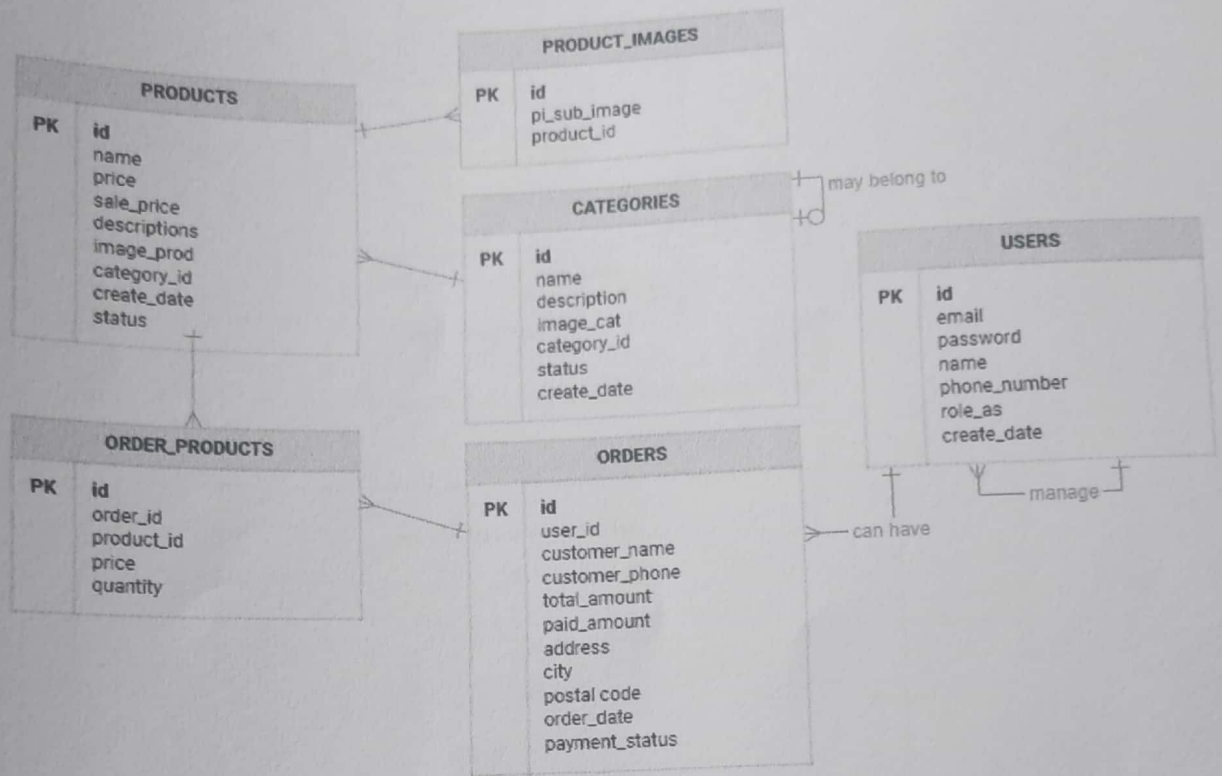 PRODUCTS
PK id
name
price
sale_price
descriptions
image_prod
category_id
create_date
status
PRODUCT_IMAGES
PK id
pi_sub_image
product_id
CATEGORIES
PK id
name
description
image_cat
category_id
status
create_date
may belong to
USERS
PK id
email
password
name
phone_number
role_as
create_date
manage
can have
ORDER_PRODUCTS
PK id
order_id
product_id
price
quantity
ORDERS
PK id
user_id
customer_name
customer_phone
total_amount
paid_amount
address
city
postal code
order_date
payment_status